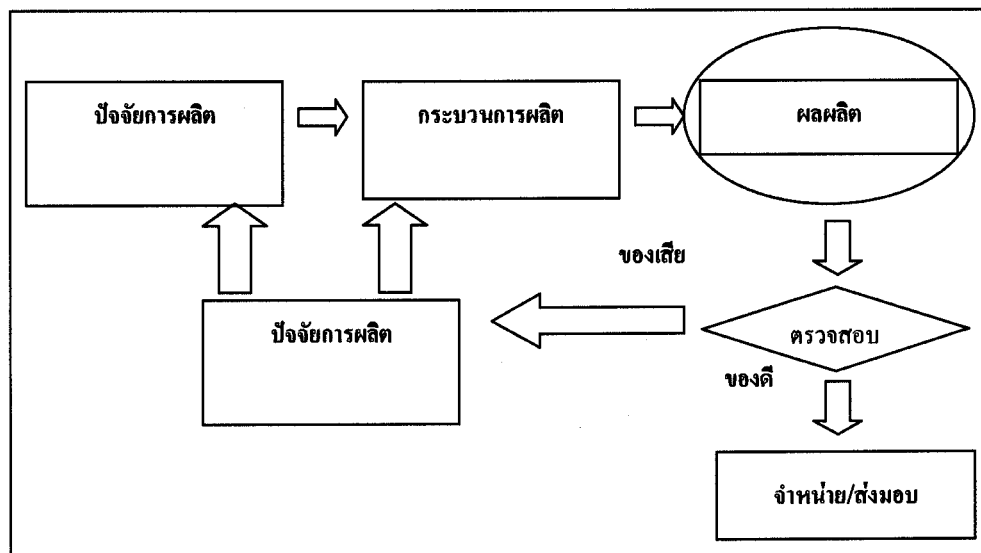 ปัจจัยการผลิต
กระบวนการผลิต
ผลผลิต
ของเสีย
ปัจจัยการผลิต
ตรวจสอบ
ของดี
จำหน่าย/ส่งมอบ